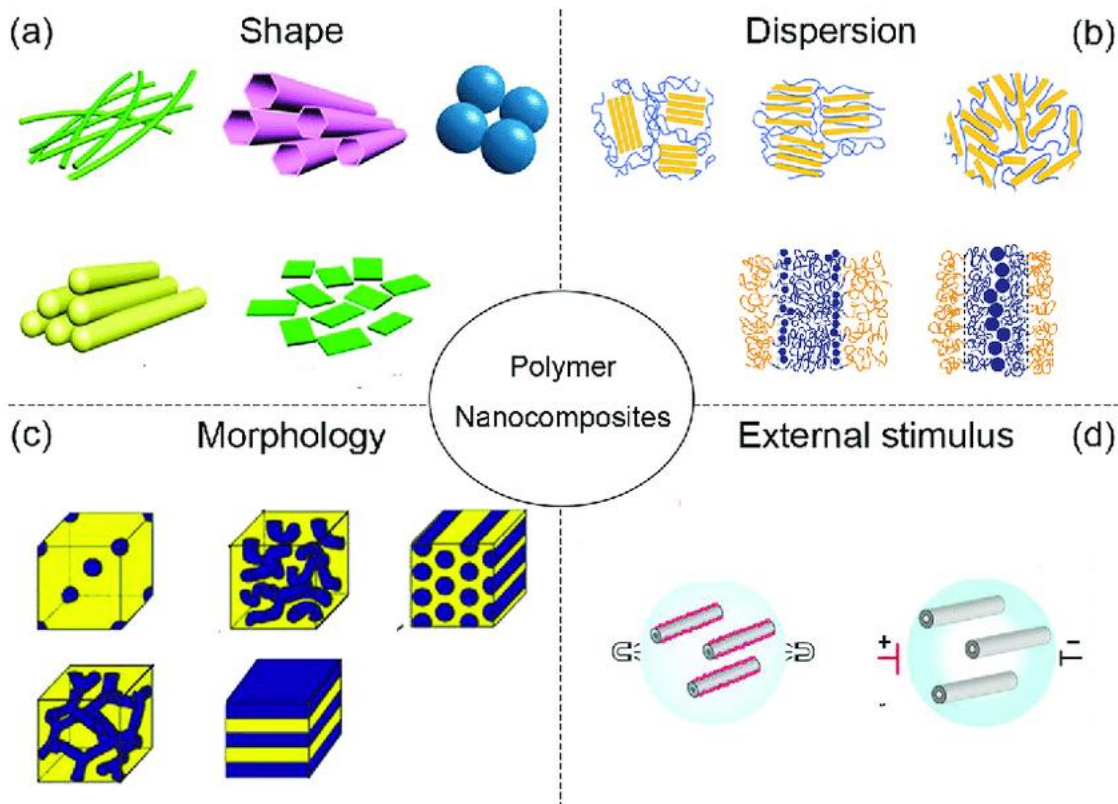 (a)
Shape
Dispersion
(b)
Polymer
Nanocomposites
(c)
Morphology
External stimulus
(d)
+
−